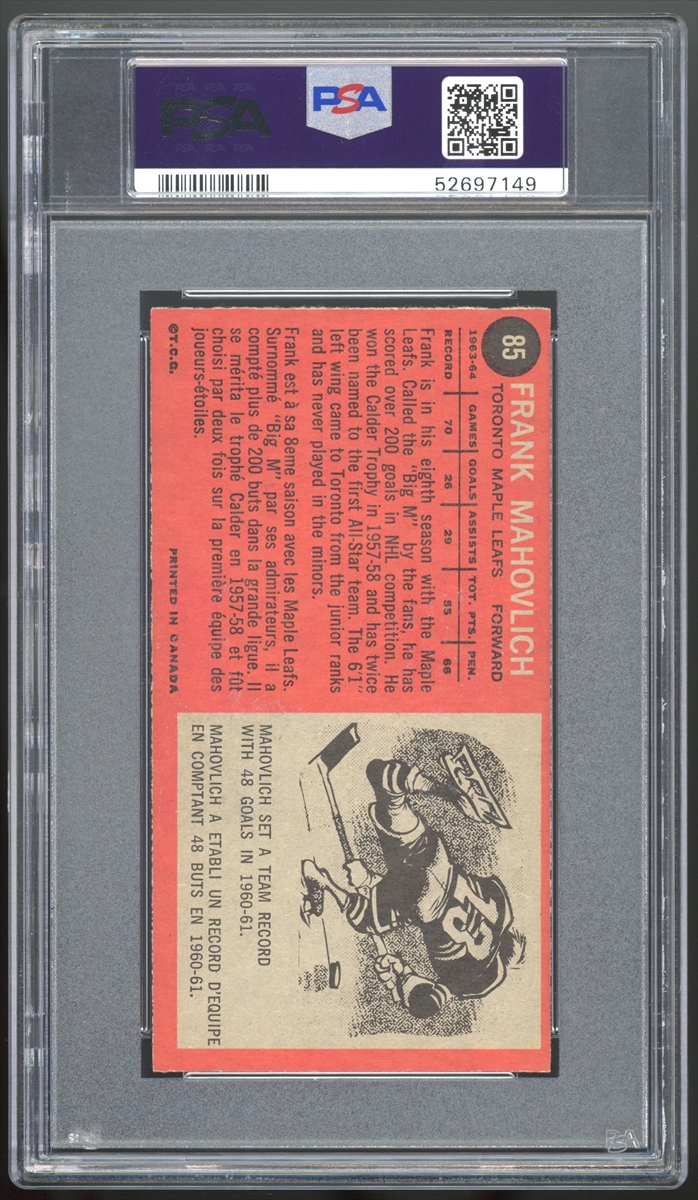 PSA
PSA
52697149
85
FRANK MAHOVLICH
TORONTO MAPLE LEAFS FORWARD
1963-64 GAMES GOALS ASSISTS TOT. PTS. PEN.
RECORD 70 26 29 55 66
Frank is in his eighth season with the Maple
Leafs. Called the "Big M" by the fans, he has
scored over 200 goals in NHL competition. He
won the Calder Trophy in 1957-58 and has twice
been named to the first All-Star team. The 6'1"
left wing came to Toronto from the junior ranks
and has never played in the minors.
Frank est à sa 8eme saison avec les Maple Leafs.
Surnommé "Big M" par ses admirateurs, il a
compté plus de 200 buts dans la grande ligue. Il
se mérita le trophé Calder en 1957-58 et fût
choisi par deux fois sur la première équipe des
joueurs-étoiles.
©T.C.G.
PRINTED IN CANADA
23
MAHOVLICH SET A TEAM RECORD
WITH 48 GOALS IN 1960-61.
MAHOVLICH A ETABLI UN RECORD D'EQUIPE
EN COMPTANT 48 BUTS EN 1960-61.
PSA